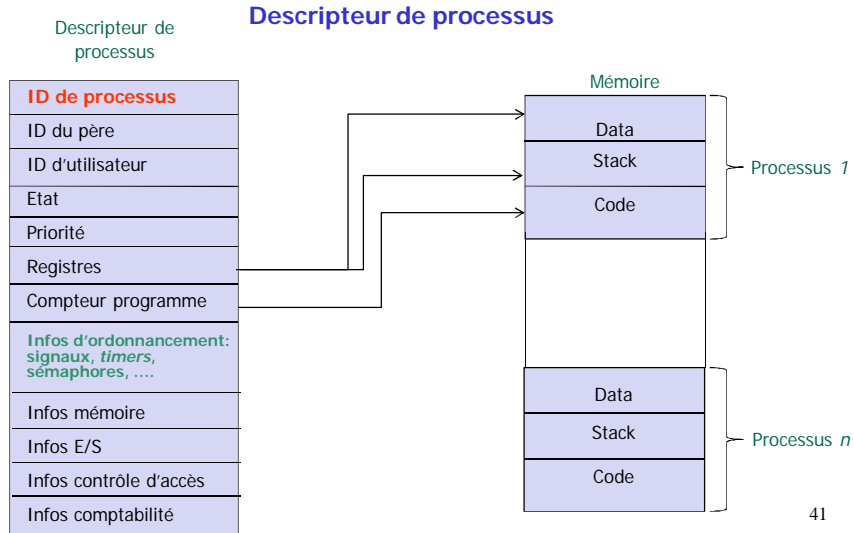 Descripteur de processus
Descripteur de
processus
ID de processus
ID du père
ID d'utilisateur
Etat
Priorité
Registres
Compteur programme
Infos d'ordonnancement:
signaux, timers,
sémaphores, ....
Infos mémoire
Infos E/S
Infos contrôle d'accès
Infos comptabilité
Mémoire
Data
Stack
Code
Processus 1
Data
Stack
Code
Processus n
41